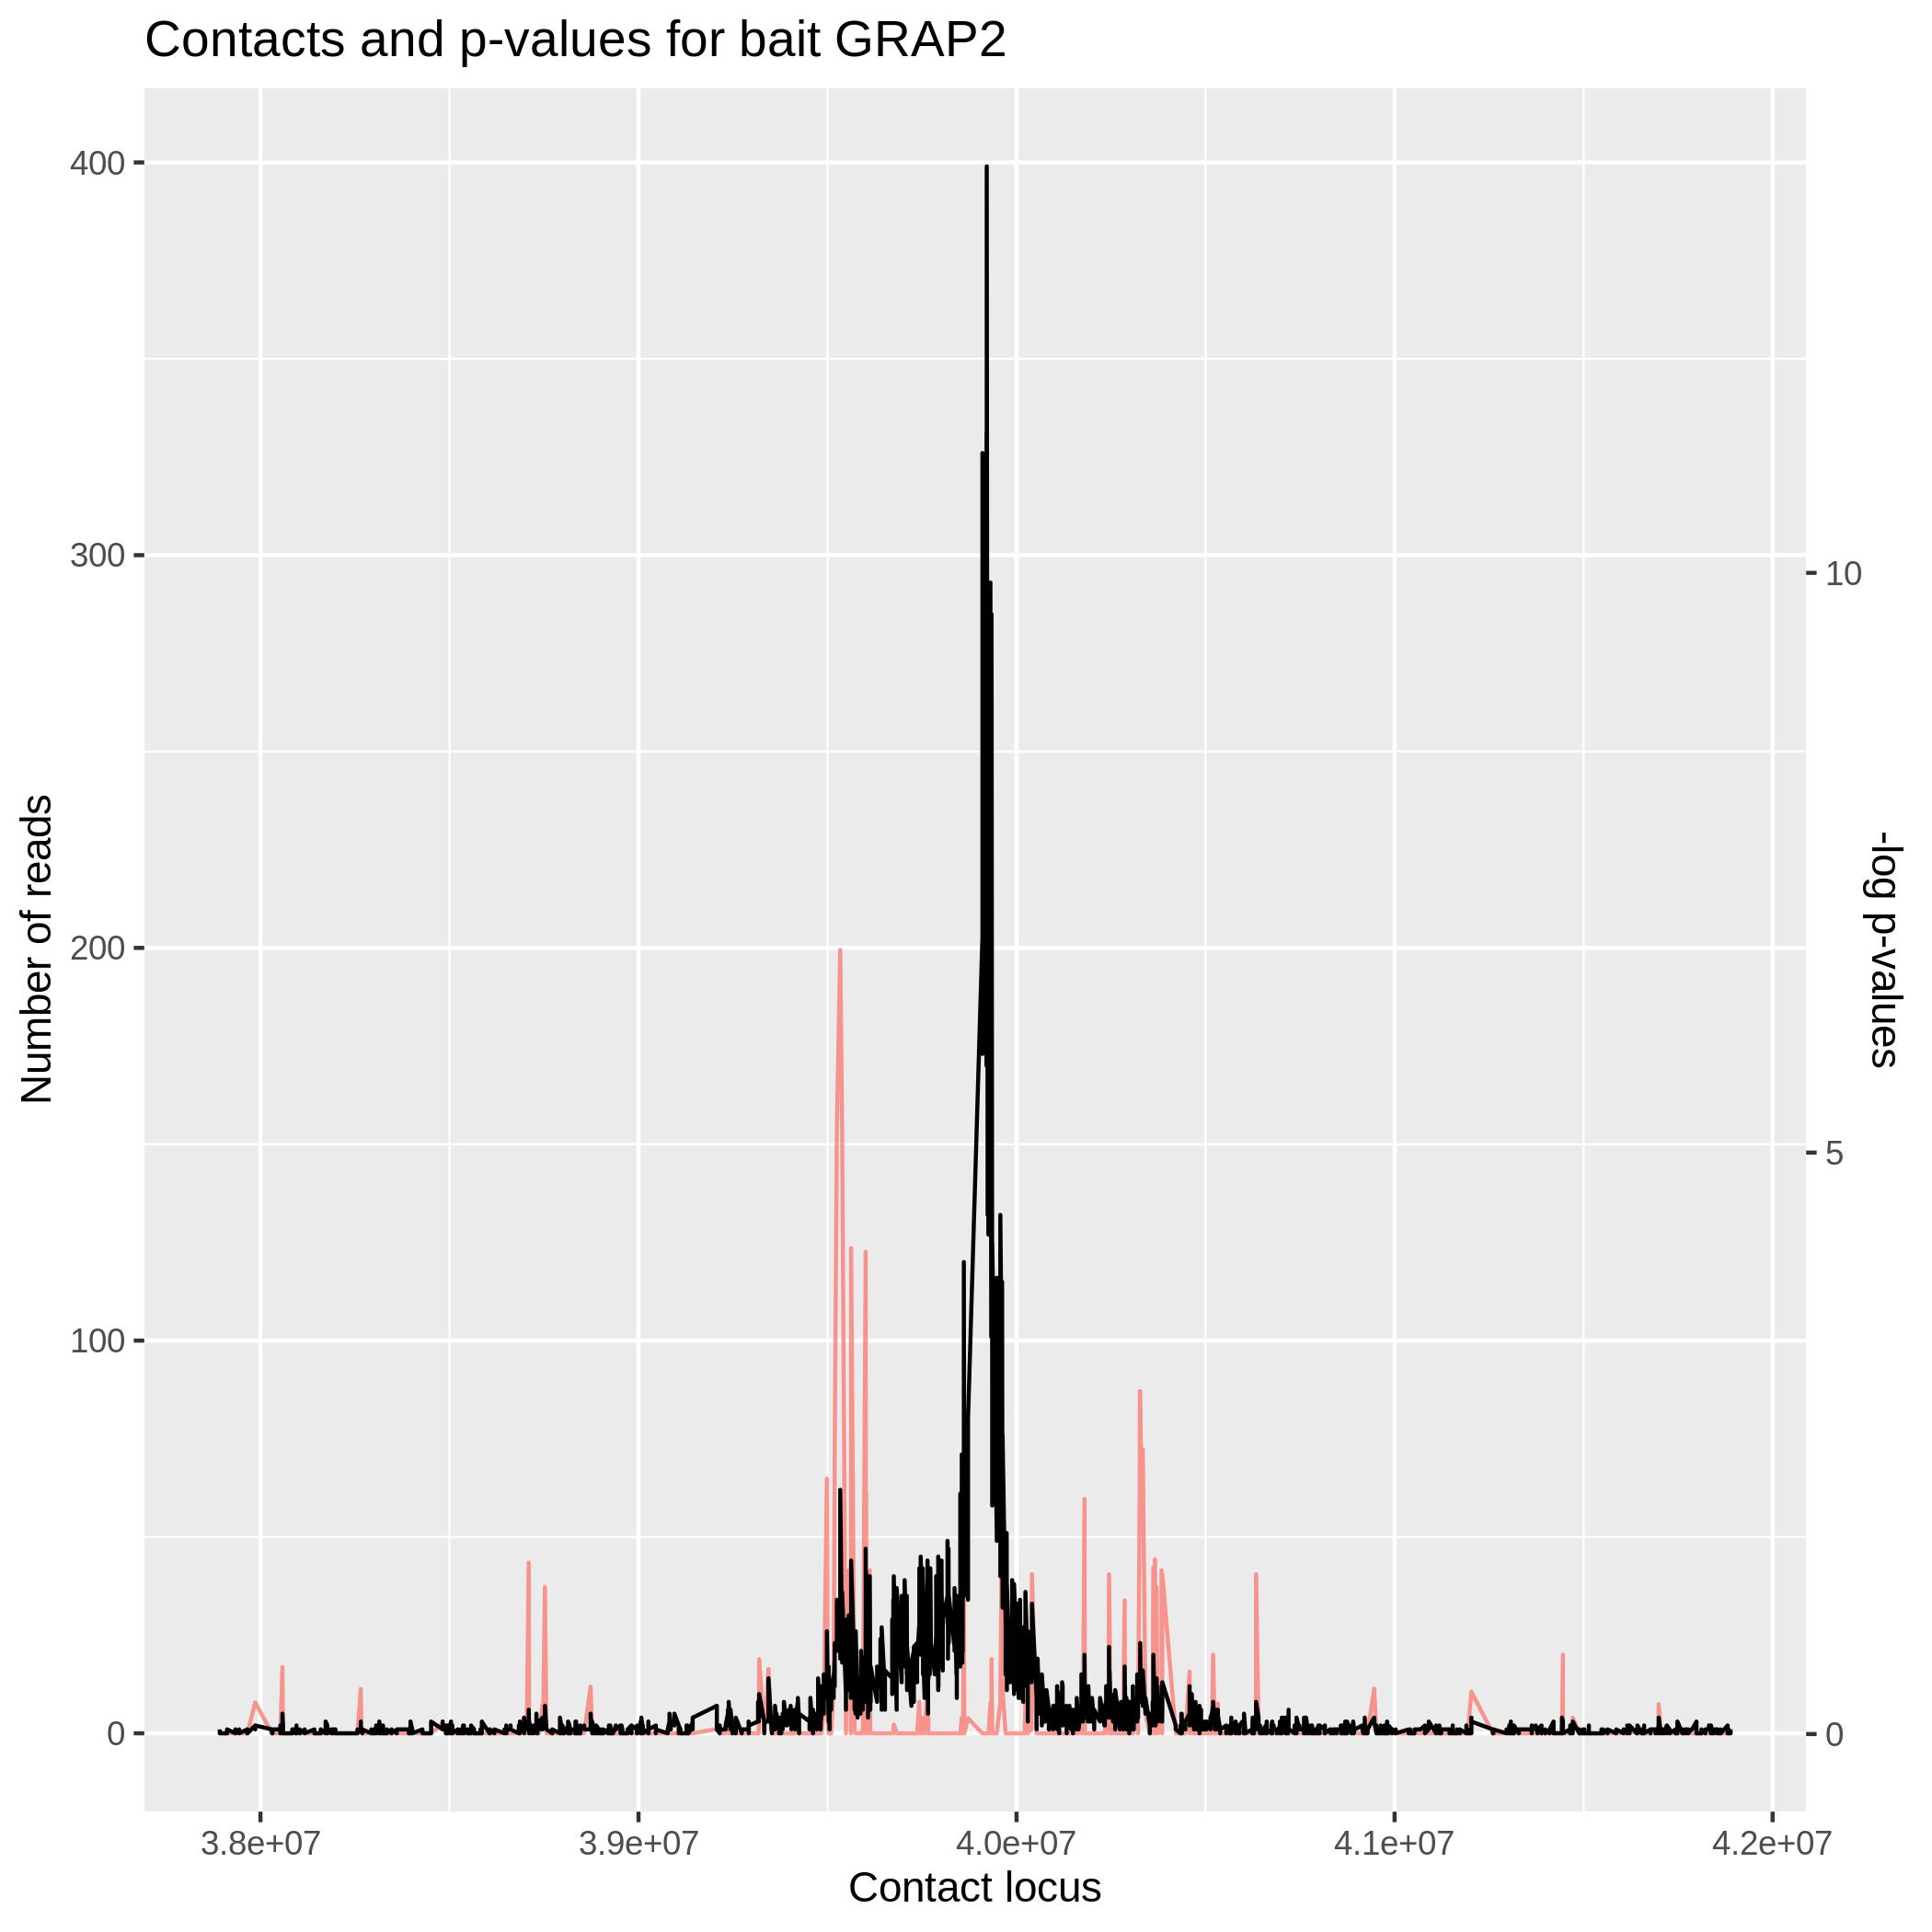 Contacts and p-values for bait GRAP2
400
300
200
100
0
10
5
0
Number of reads
-log p-values
3.8e+07 3.9e+07 4.0e+07 4.1e+07 4.2e+07
Contact locus